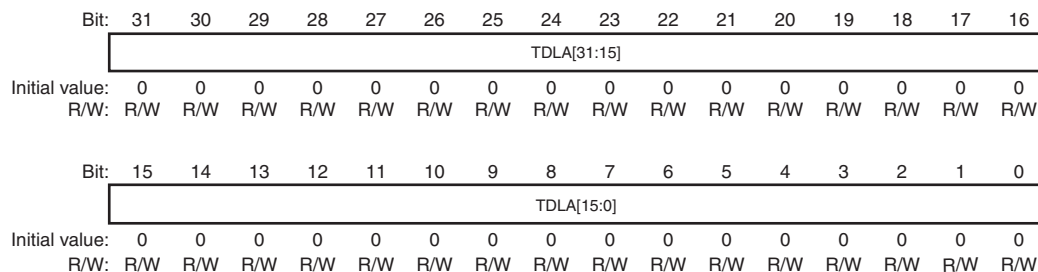 Bit: 31 30 29 28 27 26 25 24 23 22 21 20 19 18 17 16
TDLA[31:15]
Initial value: 0 0 0 0 0 0 0 0 0 0 0 0 0 0 0 0
R/W: R/W R/W R/W R/W R/W R/W R/W R/W R/W R/W R/W R/W R/W R/W R/W R/W
Bit: 15 14 13 12 11 10 9 8 7 6 5 4 3 2 1 0
TDLA[15:0]
Initial value: 0 0 0 0 0 0 0 0 0 0 0 0 0 0 0 0
R/W: R/W R/W R/W R/W R/W R/W R/W R/W R/W R/W R/W R/W R/W R/W R/W R/W